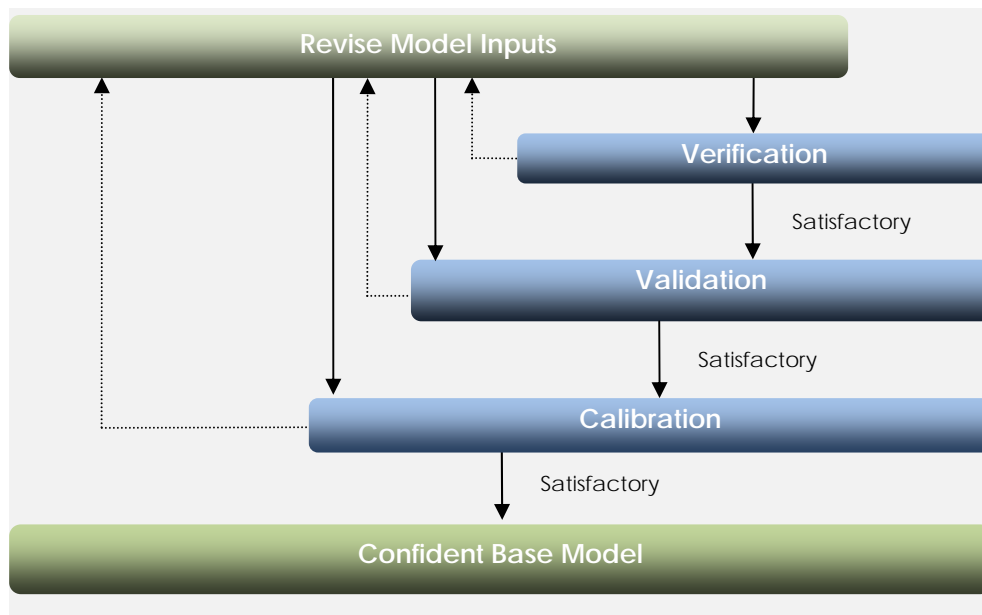 Revise Model Inputs
Verification
Satisfactory
Validation
Satisfactory
Calibration
Satisfactory
Confident Base Model